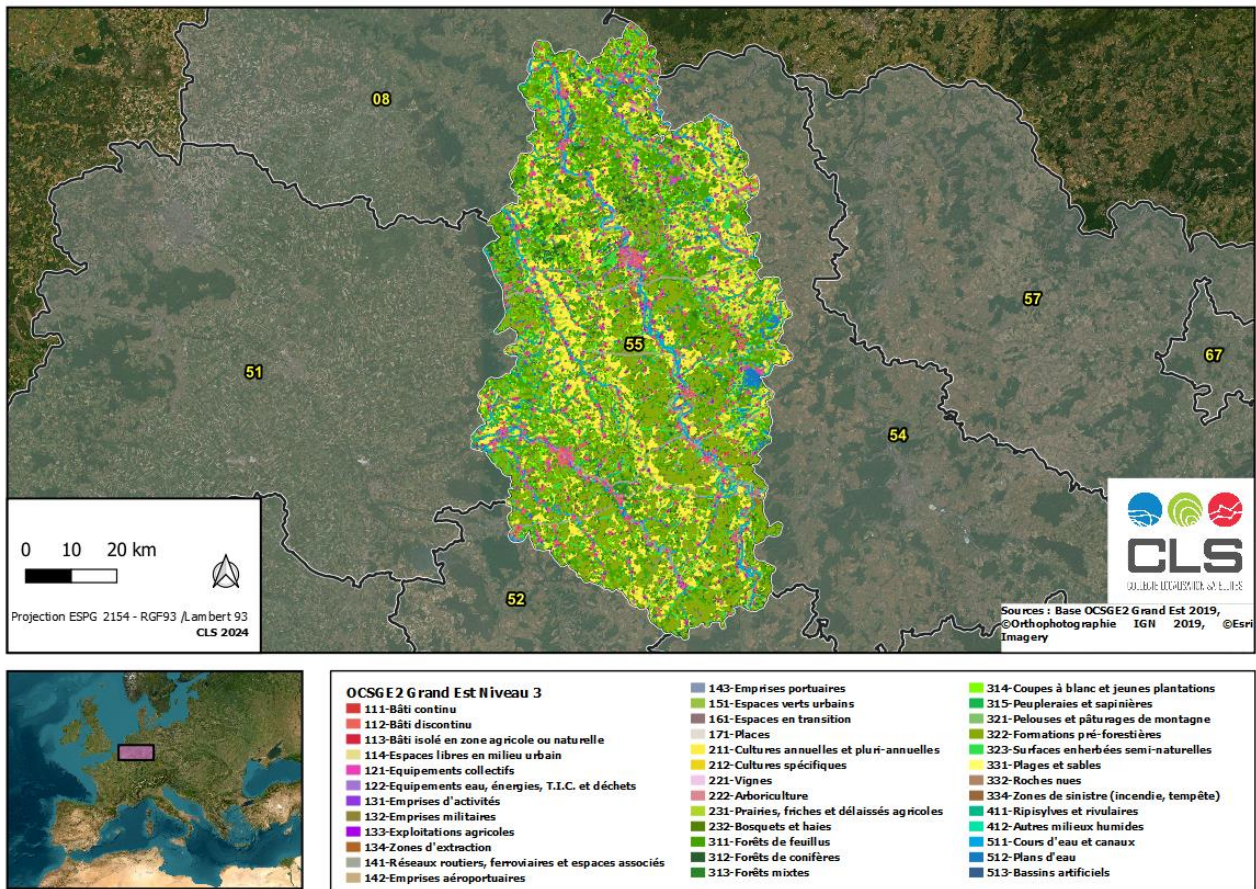 08
51
55
57
67
54
52
0 10 20 km
Projection ESPG 2154 - RGF93 /Lambert 93
CLS 2024
CLS
COLLECTE LOCALISATION SATELLITES
Sources : Base OCSGE2 Grand Est 2019,
©Orthophotographie IGN 2019, ©Esri
Imagery
OCSGE2 Grand Est Niveau 3
111-Bâti continu
112-Bâti discontinu
113-Bâti isolé en zone agricole ou naturelle
114-Espaces libres en milieu urbain
121-Equipements collectifs
122-Equipements eau, énergies, T.I.C. et déchets
131-Emprises d'activités
132-Emprises militaires
133-Exploitations agricoles
134-Zones d'extraction
141-Réseaux routiers, ferroviaires et espaces associés
142-Emprises aéroportuaires
143-Emprises portuaires
151-Espaces verts urbains
161-Espaces en transition
171-Places
211-Cultures annuelles et pluri-annuelles
212-Cultures spécifiques
221-Vignes
222-Arboriculture
231-Prairies, friches et délaissés agricoles
232-Bosquets et haies
311-Forêts de feuillus
312-Forêts de conifères
313-Forêts mixtes
314-Coupes à blanc et jeunes plantations
315-Peupleraies et sapinières
321-Pelouses et pâturages de montagne
322-Formations pré-forestières
323-Surfaces enherbées semi-naturelles
331-Plages et sables
332-Roches nues
334-Zones de sinistre (incendie, tempête)
411-Ripisylves et rivulaires
412-Autres milieux humides
511-Cours d'eau et canaux
512-Plans d'eau
513-Bassins artificiels